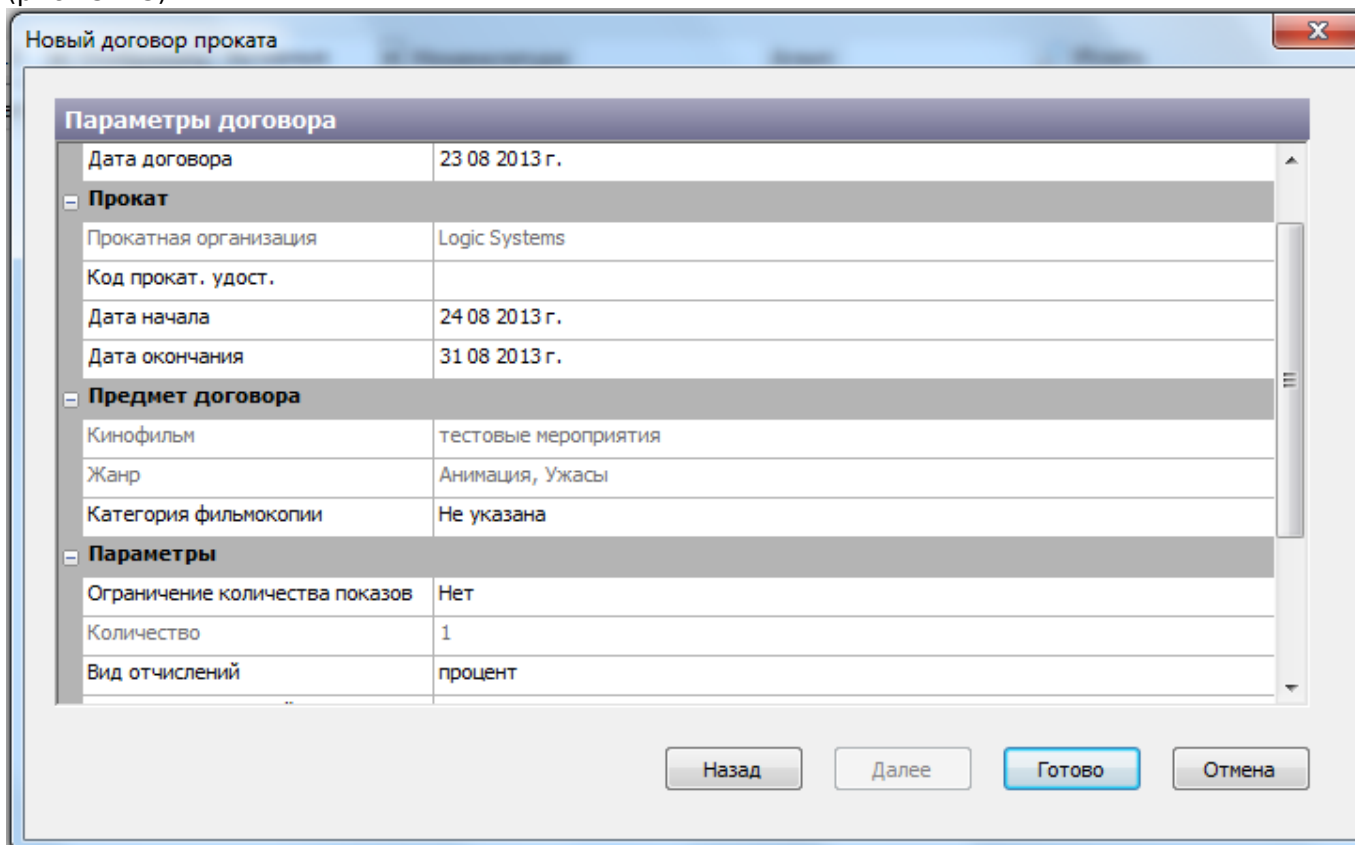 Новый договор проката
Параметры договора
Дата договора 23 08 2013 г.
Прокат
Прокатная организация Logic Systems
Код прокат. удост.
Дата начала 24 08 2013 г.
Дата окончания 31 08 2013 г.
Предмет договора
Кинофильм тестовые мероприятия
Жанр Анимация, Ужасы
Категория фильмокопии Не указана
Параметры
Ограничение количества показов Нет
Количество 1
Вид отчислений процент
Назад Далее Готово Отмена